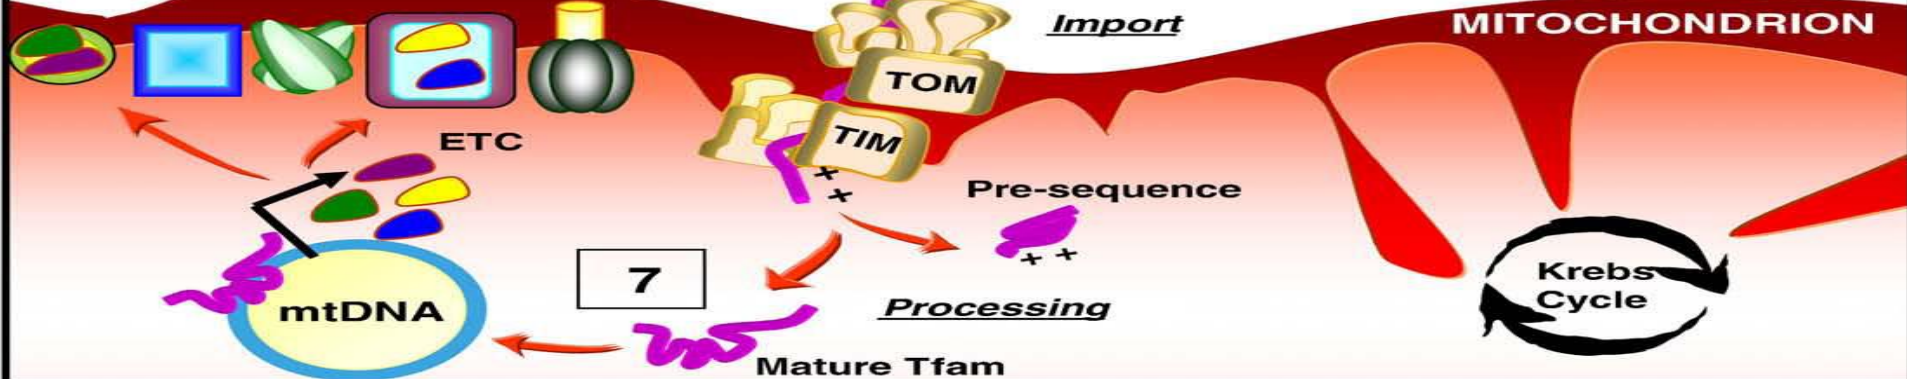 Import
MITOCHONDRION
TOM
TIM
ETC
+
+
Pre-sequence
+ +
7
Krebs
Cycle
mtDNA
Processing
Mature Tfam